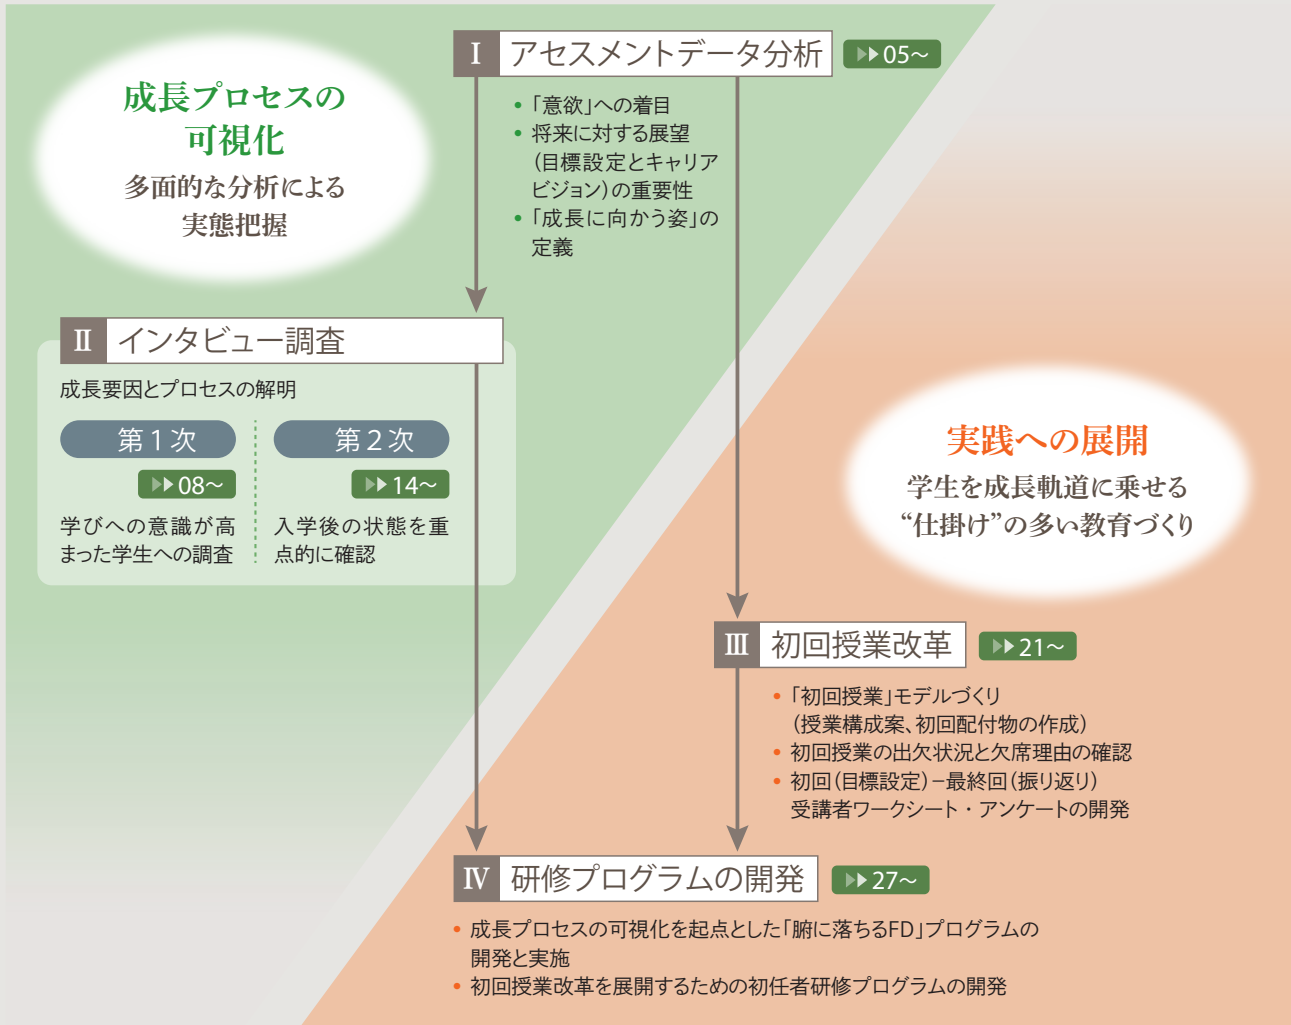 成長プロセスの
可視化
多面的な分析による
実態把握
Ⅰ アセスメントデータ分析 ▶▶05〜
• 「意欲」への着目
• 将来に対する展望
(目標設定とキャリア
ビジョン)の重要性
• 「成長に向かう姿」の
定義
Ⅱ インタビュー調査
成長要因とプロセスの解明
第1次
▶▶08〜
学びへの意識が高
まった学生への調査
第2次
▶▶14〜
入学後の状態を重
点的に確認
実践への展開
学生を成長軌道に乗せる
“仕掛け”の多い教育づくり
Ⅲ 初回授業改革 ▶▶21〜
• 「初回授業」モデルづくり
(授業構成案、初回配付物の作成)
• 初回授業の出欠状況と欠席理由の確認
• 初回(目標設定)−最終回(振り返り)
受講者ワークシート・アンケートの開発
Ⅳ 研修プログラムの開発 ▶▶27〜
• 成長プロセスの可視化を起点とした「腑に落ちるFD」プログラムの
開発と実施
• 初回授業改革を展開するための初任者研修プログラムの開発